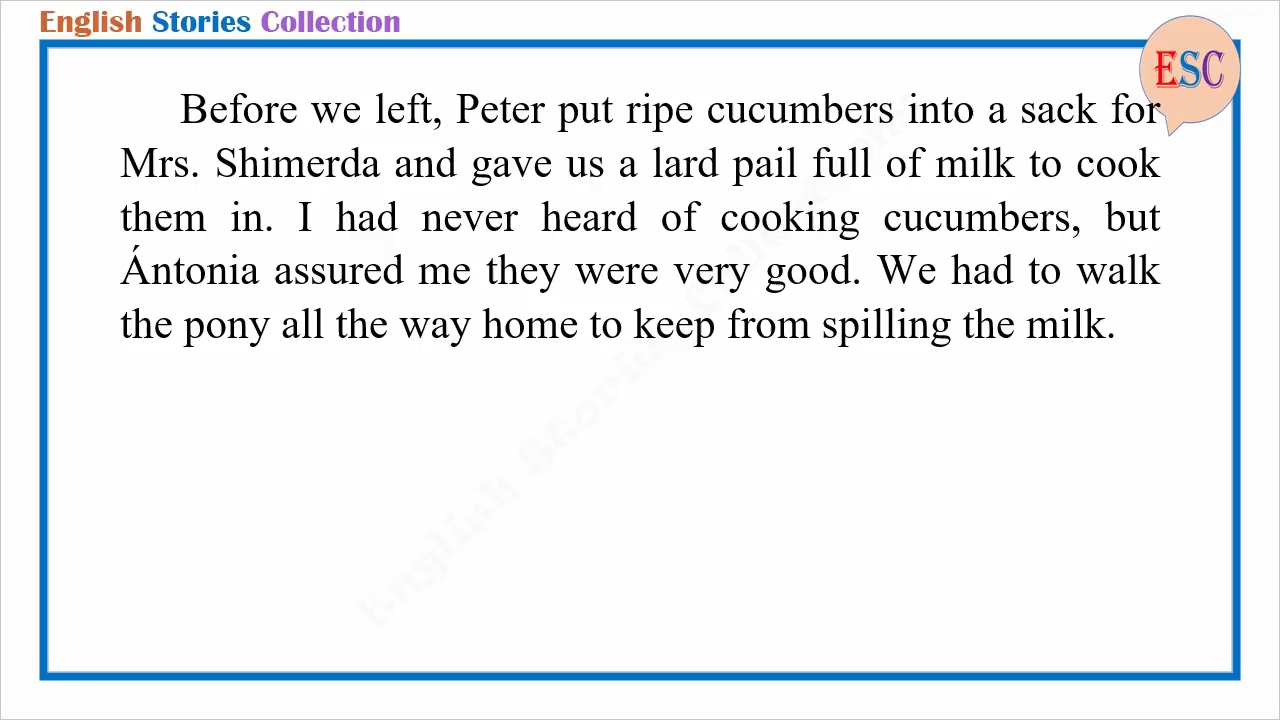 English Stories Collection
ESC
Before we left, Peter put ripe cucumbers into a sack for
Mrs. Shimerda and gave us a lard pail full of milk to cook
them in. I had never heard of cooking cucumbers, but
Ántonia assured me they were very good. We had to walk
the pony all the way home to keep from spilling the milk.
English Stories Collection